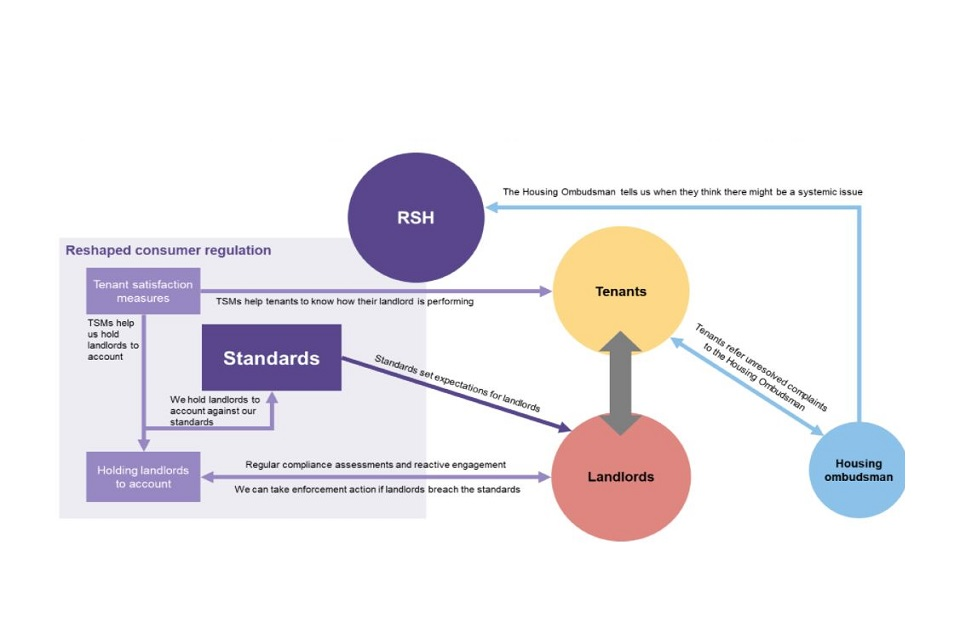 The Housing Ombudsman tells us when they think there might be a systemic issue
RSH
Reshaped consumer regulation
Tenant satisfaction
measures
TSMs help tenants to know how their landlord is performing
Tenants
TSMs help
us hold
landlords to
account
Standards
Standards set expectations for landlords
Tenants refer unresolved complaints
to the Housing Ombudsman
We hold landlords to
account against our
standards
Holding landlords
to account
Regular compliance assessments and reactive engagement
We can take enforcement action if landlords breach the standards
Landlords
Housing
ombudsman